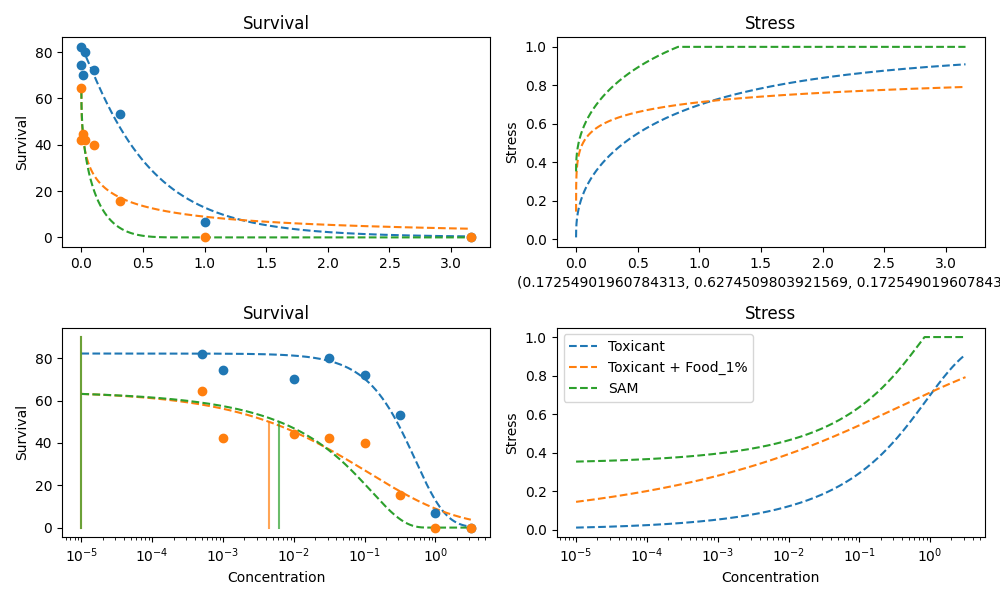 Survival
Survival
80
60
40
20
0
0.0 0.5 1.0 1.5 2.0 2.5 3.0
Stress
Stress
1.0
0.8
0.6
0.4
0.2
0.0
0.0 0.5 1.0 1.5 2.0 2.5 3.0
(0.17254901960784313, 0.6274509803921569, 0.1725490196078431
Survival
Survival
80
60
40
20
0
10^-5 10^-4 10^-3 10^-2 10^-1 10^0
Concentration
Stress
Stress
1.0
0.8
0.6
0.4
0.2
0.0
Toxicant
Toxicant + Food_1%
SAM
10^-5 10^-4 10^-3 10^-2 10^-1 10^0
Concentration